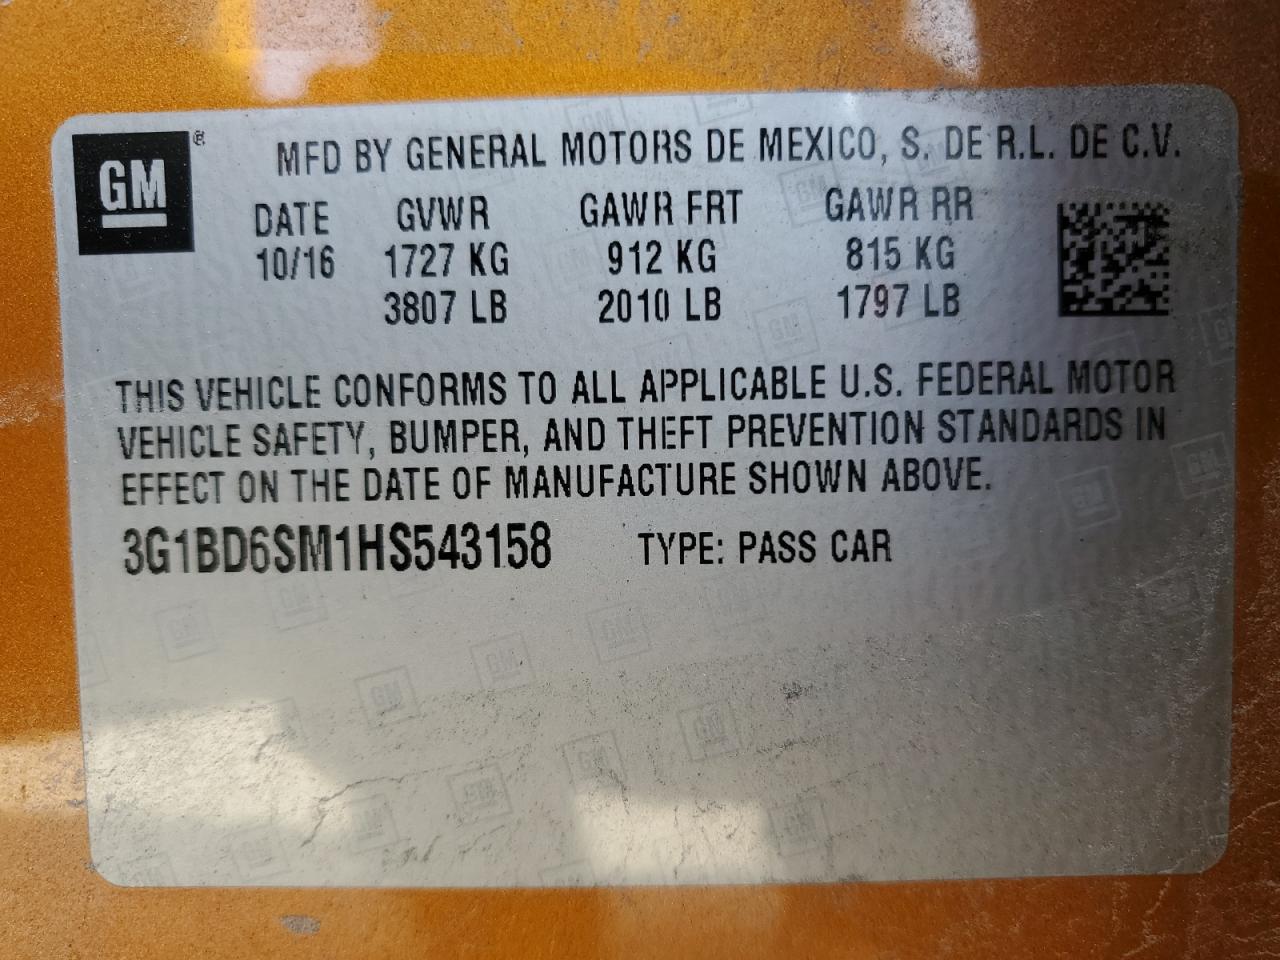 GM®
MFD BY GENERAL MOTORS DE MEXICO, S. DE R.L. DE C.V.
DATE GVWR GAWR FRT GAWR RR
10/16 1727 KG 912 KG 815 KG
3807 LB 2010 LB 1797 LB
THIS VEHICLE CONFORMS TO ALL APPLICABLE U.S. FEDERAL MOTOR
VEHICLE SAFETY, BUMPER, AND THEFT PREVENTION STANDARDS IN
EFFECT ON THE DATE OF MANUFACTURE SHOWN ABOVE.
3G1BD6SM1HS543158 TYPE: PASS CAR